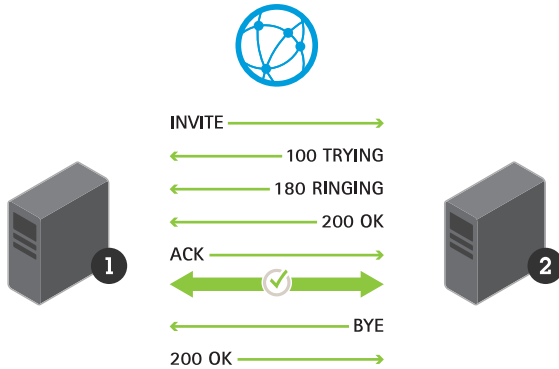 INVITE
100 TRYING
180 RINGING
200 OK
ACK
1
2
BYE
200 OK